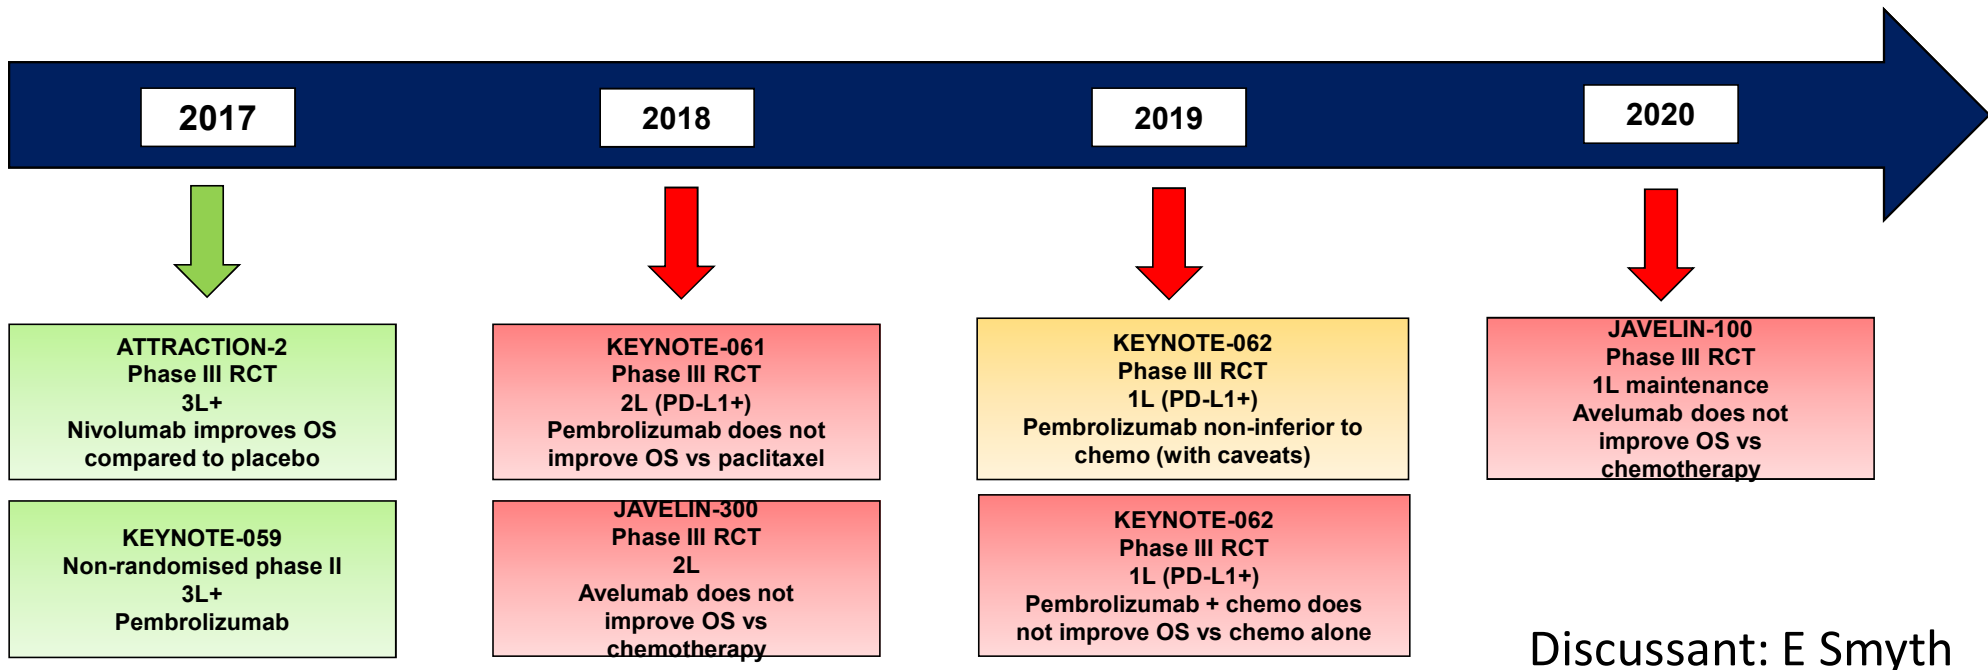 2017
2018
2019
2020
ATTRACTION-2
Phase III RCT
3L+
Nivolumab improves OS
compared to placebo
KEYNOTE-059
Non-randomised phase II
3L+
Pembrolizumab
KEYNOTE-061
Phase III RCT
2L (PD-L1+)
Pembrolizumab does not
improve OS vs paclitaxel
JAVELIN-300
Phase III RCT
2L
Avelumab does not
improve OS vs
chemotherapy
KEYNOTE-062
Phase III RCT
1L (PD-L1+)
Pembrolizumab non-inferior to
chemo (with caveats)
KEYNOTE-062
Phase III RCT
1L (PD-L1+)
Pembrolizumab + chemo does
not improve OS vs chemo alone
JAVELIN-100
Phase III RCT
1L maintenance
Avelumab does not
improve OS vs
chemotherapy
Discussant: E Smyth